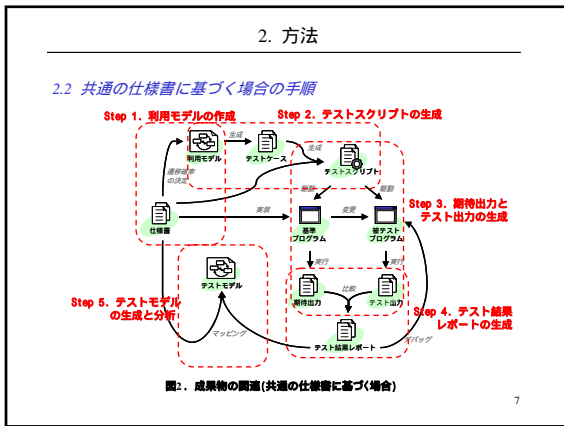 2. 方法
2.2 共通の仕様書に基づく場合の手順
Step 1. 利用モデルの作成
Step 2. テストスクリプトの生成
生成
生成
利用モデル
テストケース
テストスクリプト
遷移確率
の決定
駆動
駆動
実装
変更
仕様書
基準
プログラム
被テスト
プログラム
Step 3. 期待出力と
テスト出力の生成
実行
実行
テストモデル
比較
期待出力
テスト出力
Step 5. テストモデル
の生成と分析
Step 4. テスト結果
レポートの生成
マッピング
デバッグ
テスト結果レポート
図2. 成果物の関連(共通の仕様書に基づく場合)
7